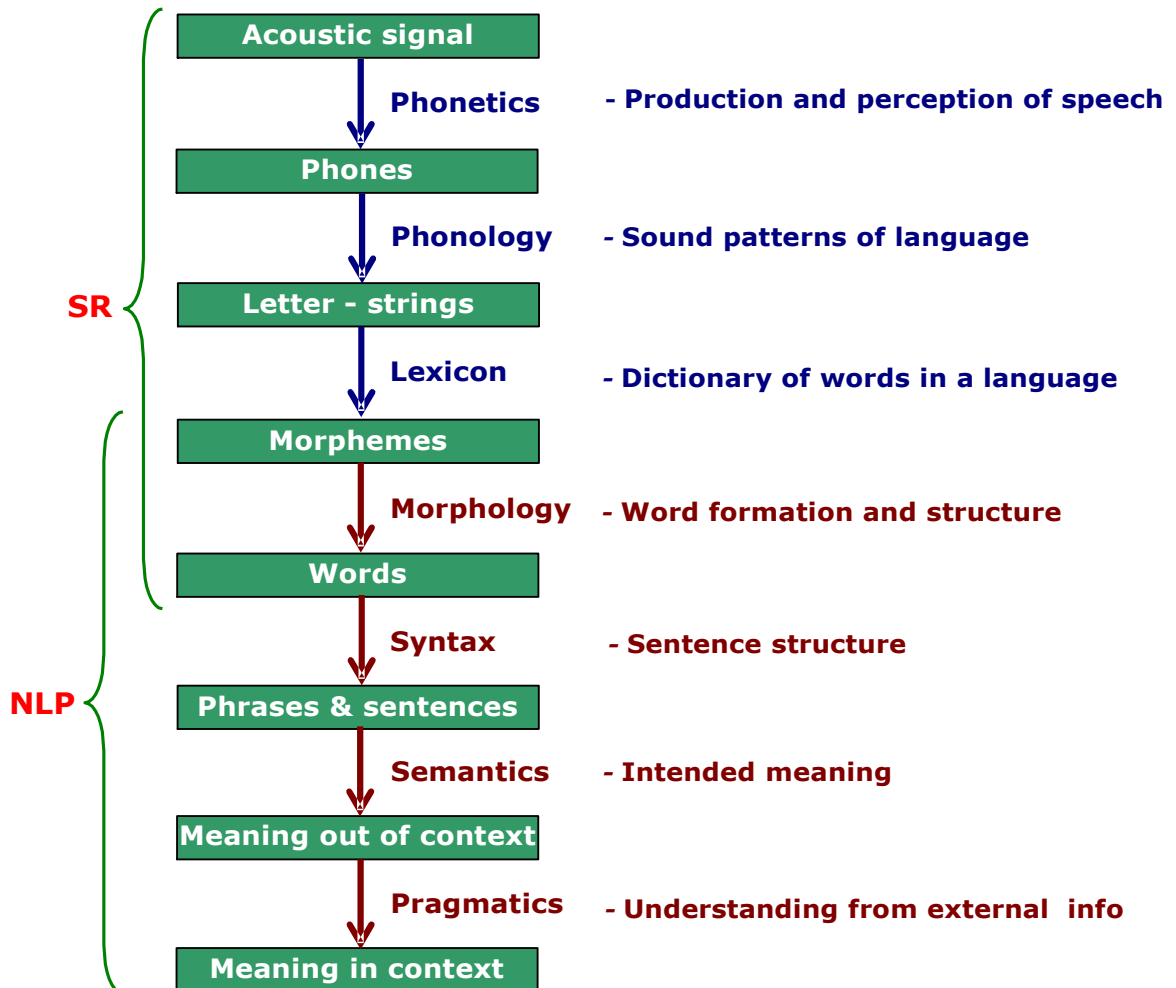 Acoustic signal
Phonetics - Production and perception of speech
Phones
Phonology - Sound patterns of language
SR
Letter - strings
Lexicon - Dictionary of words in a language
Morphemes
Morphology - Word formation and structure
Words
Syntax - Sentence structure
NLP
Phrases & sentences
Semantics - Intended meaning
Meaning out of context
Pragmatics - Understanding from external info
Meaning in context